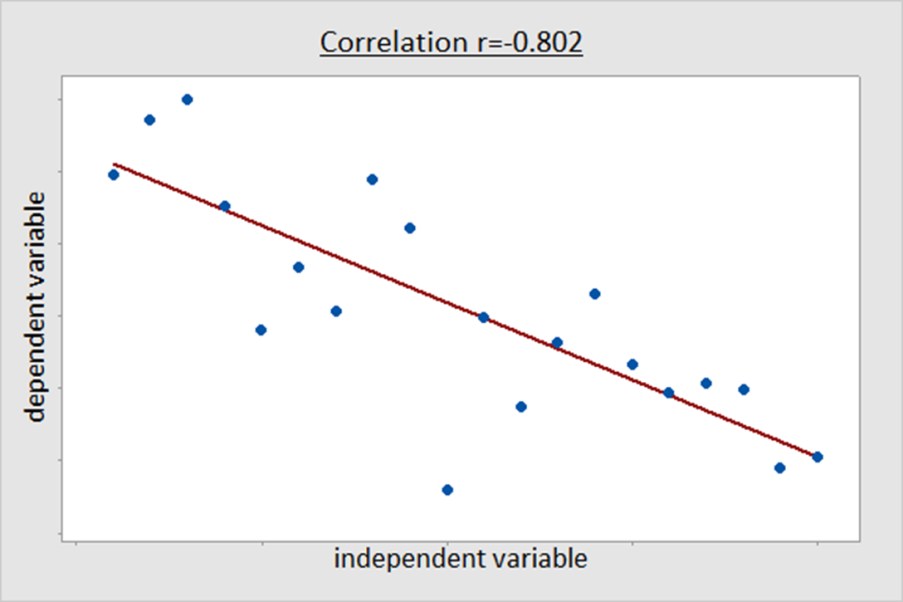 Correlation r=-0.802
dependent variable
independent variable